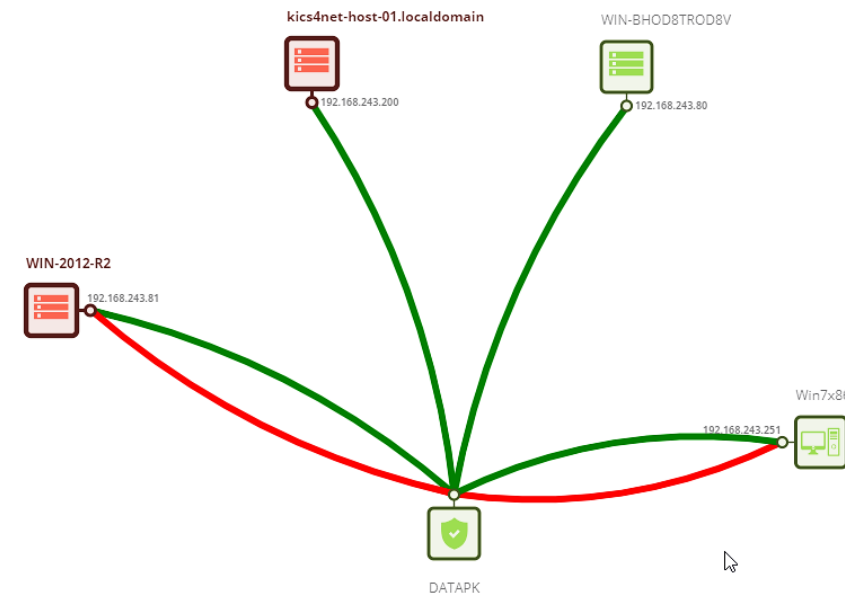 kics4net-host-01.localdomain
WIN-BHOD8TROD8V
192.168.243.200
192.168.243.80
WIN-2012-R2
192.168.243.81
Win7x86
192.168.243.251
DATAPK